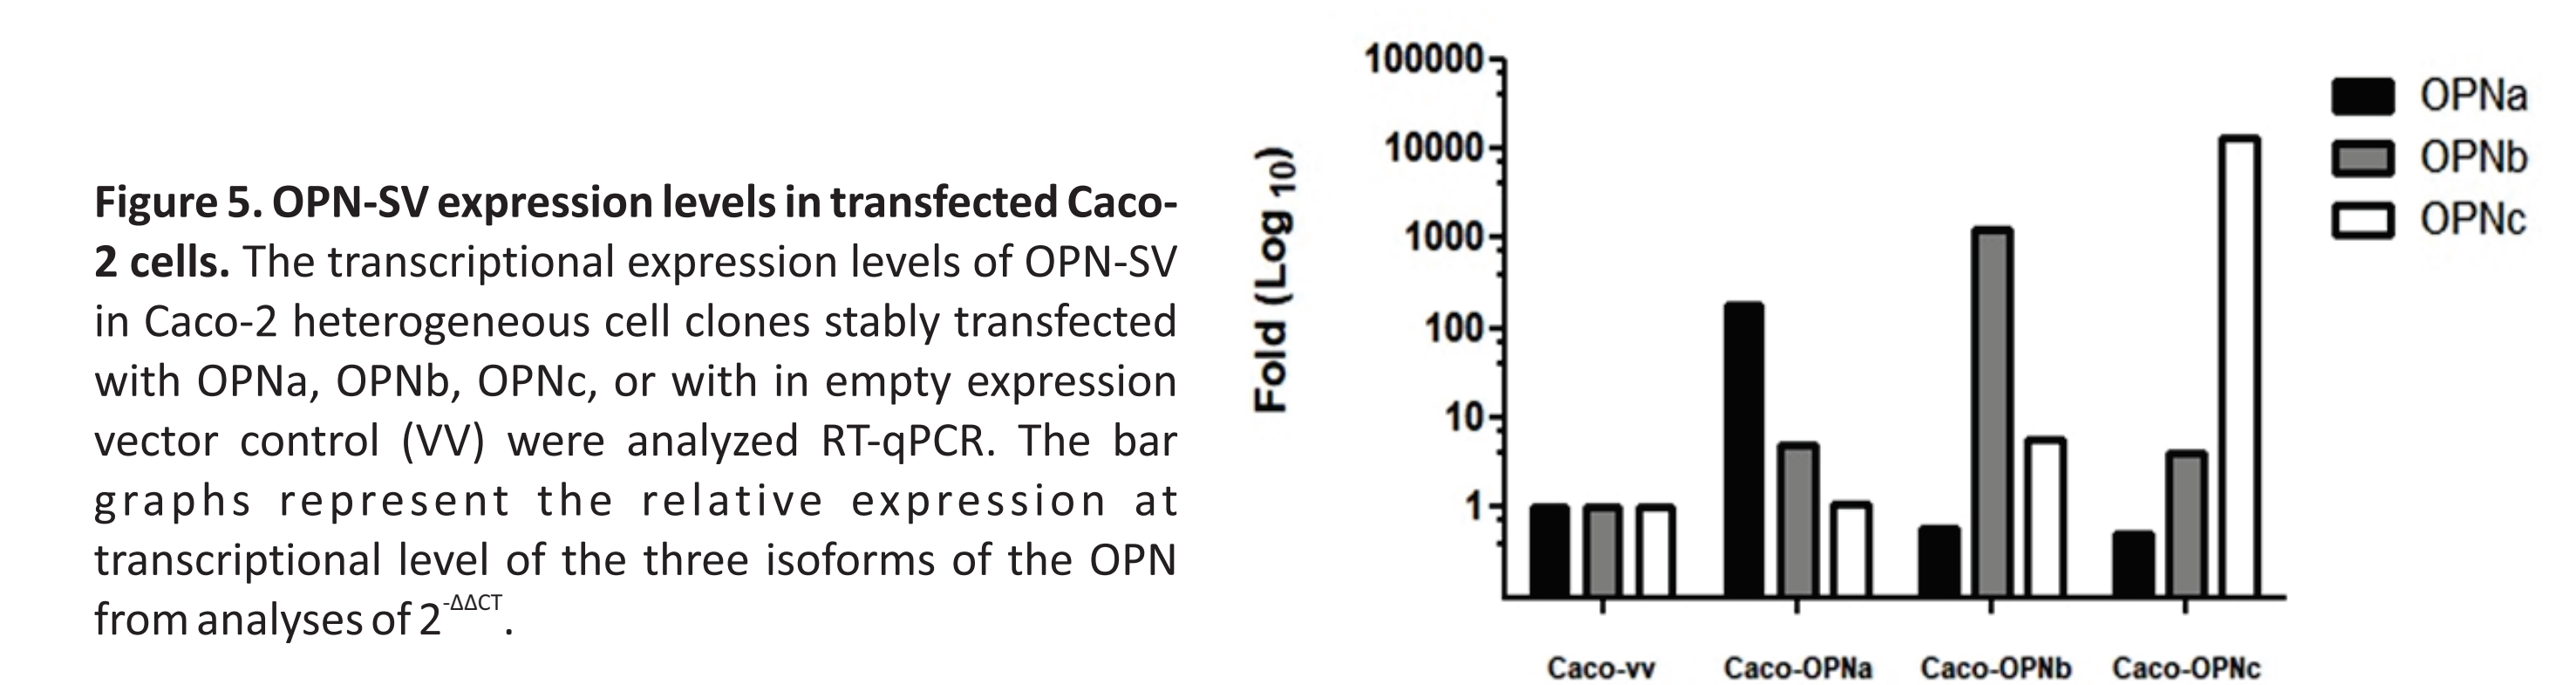 Figure 5. OPN-SV expression levels in transfected Caco-
2 cells. The transcriptional expression levels of OPN-SV
in Caco-2 heterogeneous cell clones stably transfected
with OPNa, OPNb, OPNc, or with in empty expression
vector control (VV) were analyzed RT-qPCR. The bar
graphs represent the relative expression at
transcriptional level of the three isoforms of the OPN
from analyses of 2^-ΔΔCT.
Fold (Log 10)
100000
10000
1000
100
10
1
Caco-vv
Caco-OPNa
Caco-OPNb
Caco-OPNc
OPNa
OPNb
OPNc